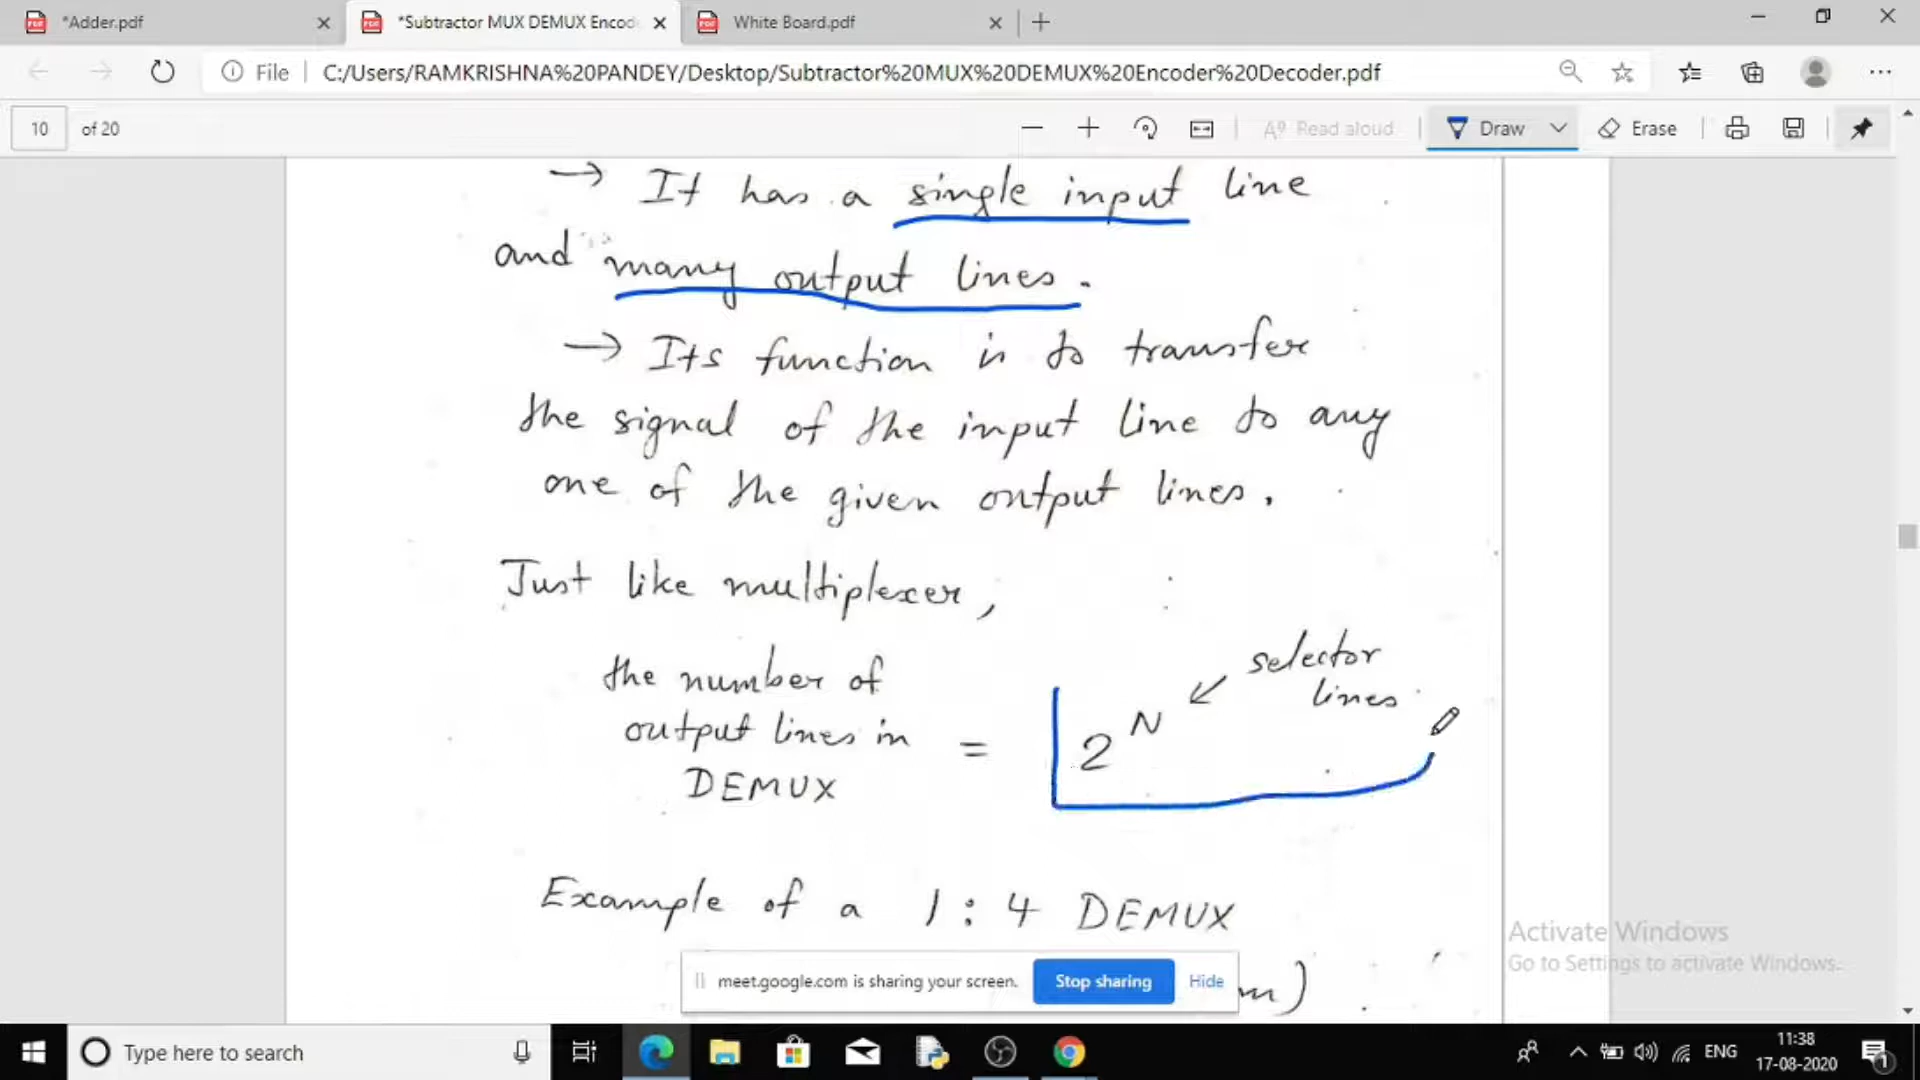 *Adder.pdf
*Subtractor MUX DEMUX Encod
White Board.pdf
File
C:/Users/RAMKRISHNA%20PANDEY/Desktop/Subtractor%20MUX%20DEMUX%20Encoder%20Decoder.pdf
10 of 20
Read aloud
Draw
Erase
→ It has a single input line
and many output lines.
→ Its function is to transfer
the signal of the input line to any
one of the given output lines.
Just like multiplexer,
the number of
output lines in
DEMUX
= 2^N ↙ selector
lines
Example of a 1:4 DEMUX
meet.google.com is sharing your screen.
Stop sharing
Hide
Activate Windows
Go to Settings to activate Windows.
Type here to search
ENG
11:38
17-08-2020
1